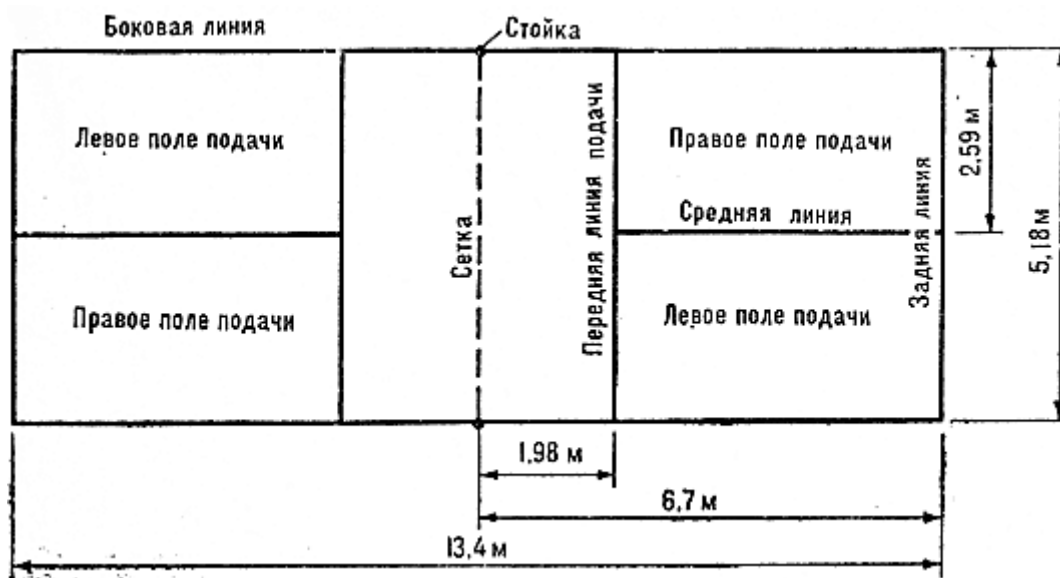 Боковая линия
Стойка
Левое поле подачи
Правое поле подачи
Сетка
Передняя линия подачи
Средняя линия
Задняя линия
2,59 м
5,18 м
Правое поле подачи
Левое поле подачи
1,98 м
6,7 м
13,4 м